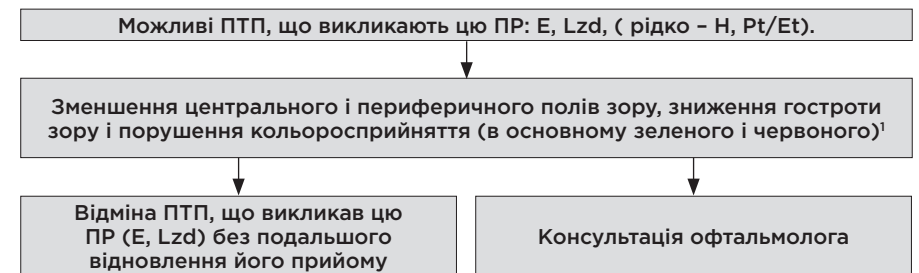 Можливі ПТП, що викликають цю ПР: E, Lzd, ( рідко – H, Pt/Et).
Зменшення центрального і периферичного полів зору, зниження гостроти
зору і порушення кольоросприйняття (в основному зеленого і червоного)¹
Відміна ПТП, що викликав цю
ПР (E, Lzd) без подальшого
відновлення його прийому
Консультація офтальмолога